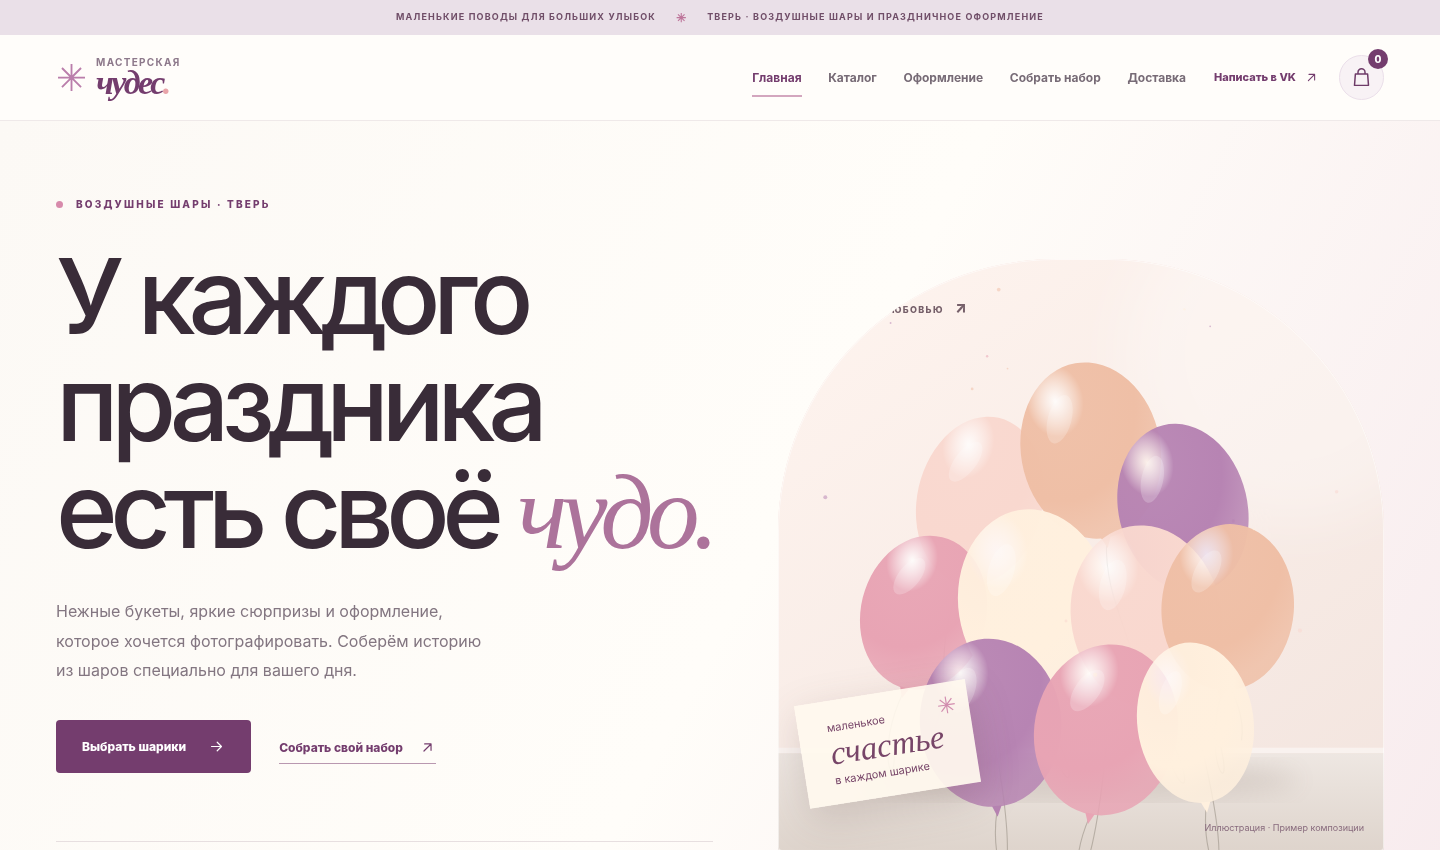 МАЛЕНЬКИЕ ПОВОДЫ ДЛЯ БОЛЬШИХ УЛЫБОК ТВЕРЬ · ВОЗДУШНЫЕ ШАРЫ И ПРАЗДНИЧНОЕ ОФОРМЛЕНИЕ
МАСТЕРСКАЯ
чудес.
Главная Каталог Оформление Собрать набор Доставка Написать в VK 0
ВОЗДУШНЫЕ ШАРЫ · ТВЕРЬ
У каждого
праздника
есть своё чудо.
Нежные букеты, яркие сюрпризы и оформление,
которое хочется фотографировать. Соберём историю
из шаров специально для вашего дня.
Выбрать шарики
Собрать свой набор
маленькое
счастье
в каждом шарике
Иллюстрация · Пример композиции